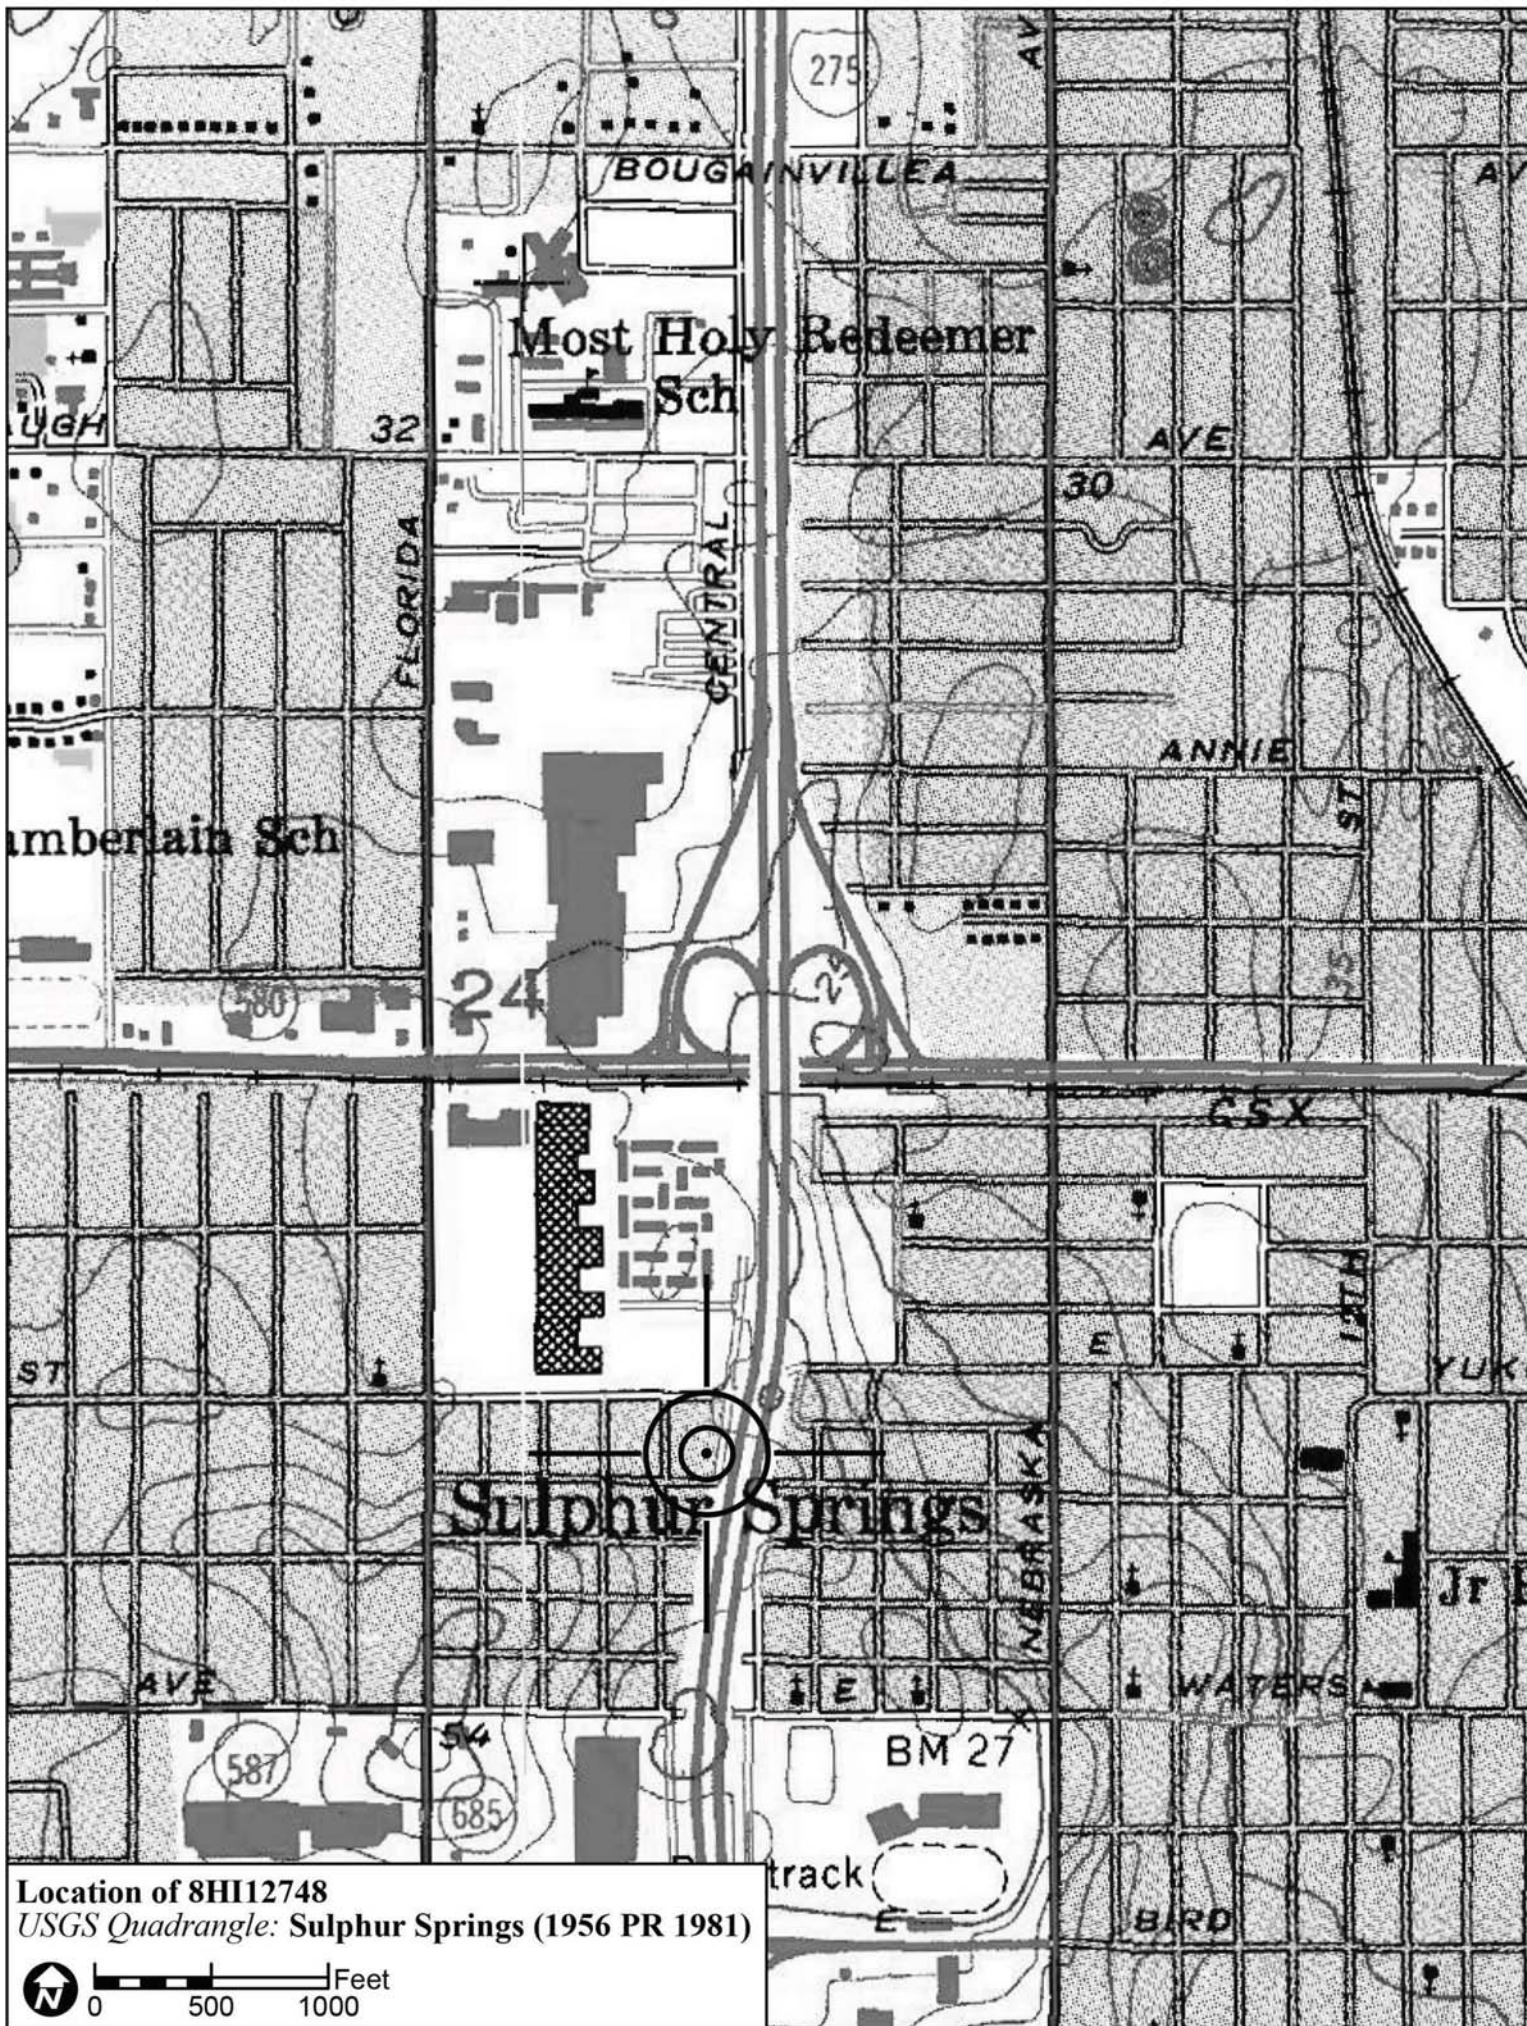 275
AV
BOUGAINVILLEA
AV
Most Holy Redeemer
Sch
UGH
32
AVE
30
FLORIDA
CENTRAL
ANNIE
ST
amberlain Sch
580
24
35
CSX
12TH
E
ST
YUK
Sulphur Springs
NEBRASKA
Jr
AVE
E
WATERS
54
BM 27
587
685
track
E
BIRD
Location of 8HI12748
USGS Quadrangle: Sulphur Springs (1956 PR 1981)
N
Feet
0 500 1000